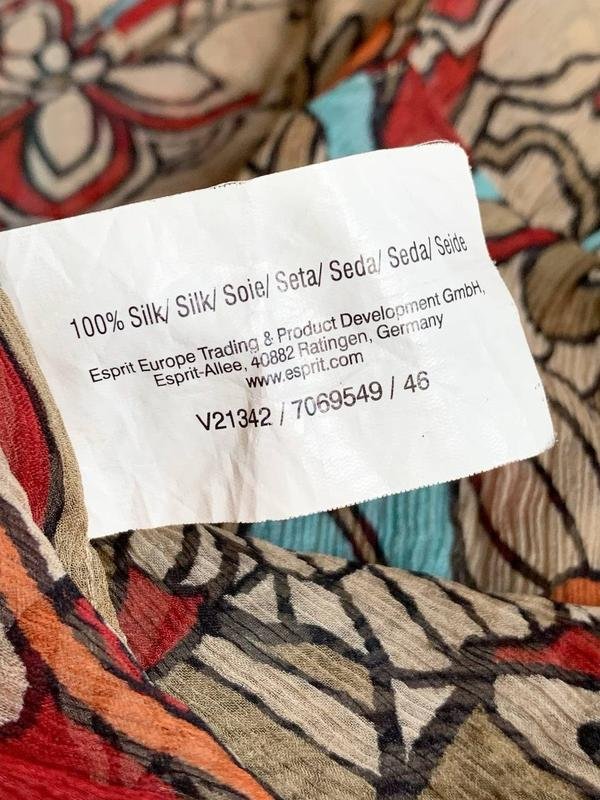 100% Silk/ Silk/ Soie/ Seta/ Seda/ Seda/ Seide
Esprit Europe Trading & Product Development GmbH,
Esprit-Allee, 40882 Ratingen, Germany
www.esprit.com
V21342 / 7069549 / 46